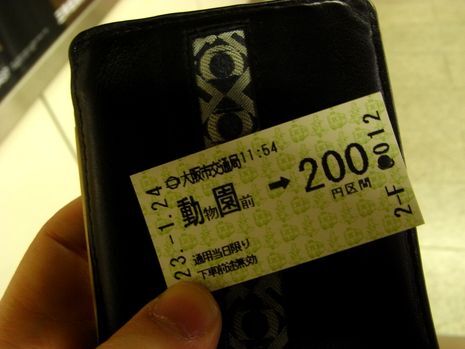 大阪市交通局11:54
動物園前 → 200
円区間
通用当日限り
下車前途無効
23.-1.24
2-千 0012